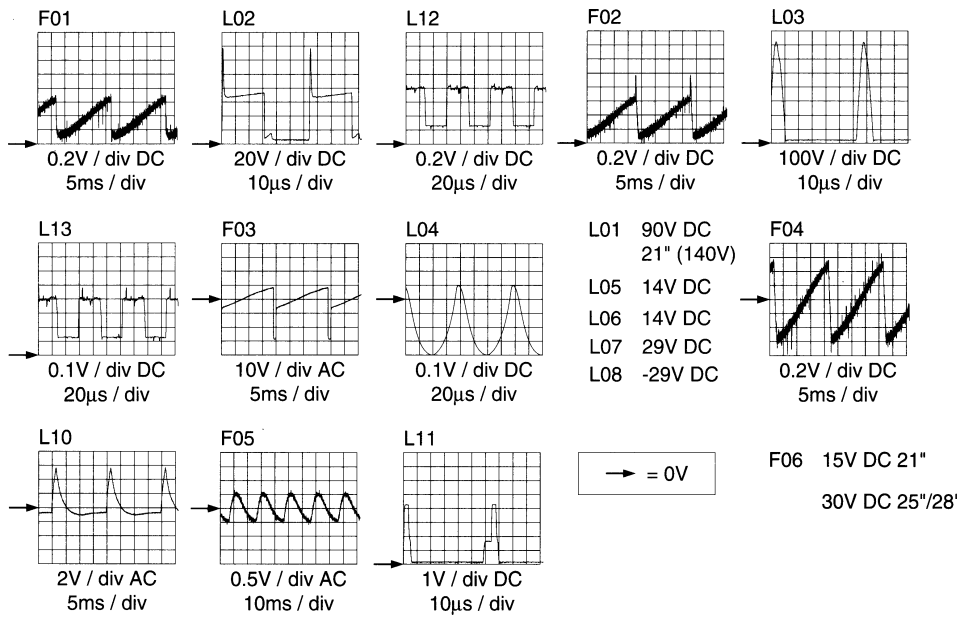 F01
L02
L12
F02
L03
0.2V / div DC
5ms / div
20V / div DC
10µs / div
0.2V / div DC
20µs / div
0.2V / div DC
5ms / div
100V / div DC
10µs / div
L13
F03
L04
L01 90V DC
21" (140V)
L05 14V DC
L06 14V DC
L07 29V DC
L08 -29V DC
F04
0.1V / div DC
20µs / div
10V / div AC
5ms / div
0.1V / div DC
20µs / div
0.2V / div DC
5ms / div
L10
F05
L11
= 0V
F06 15V DC 21"
30V DC 25"/28'
2V / div AC
5ms / div
0.5V / div AC
10ms / div
1V / div DC
10µs / div